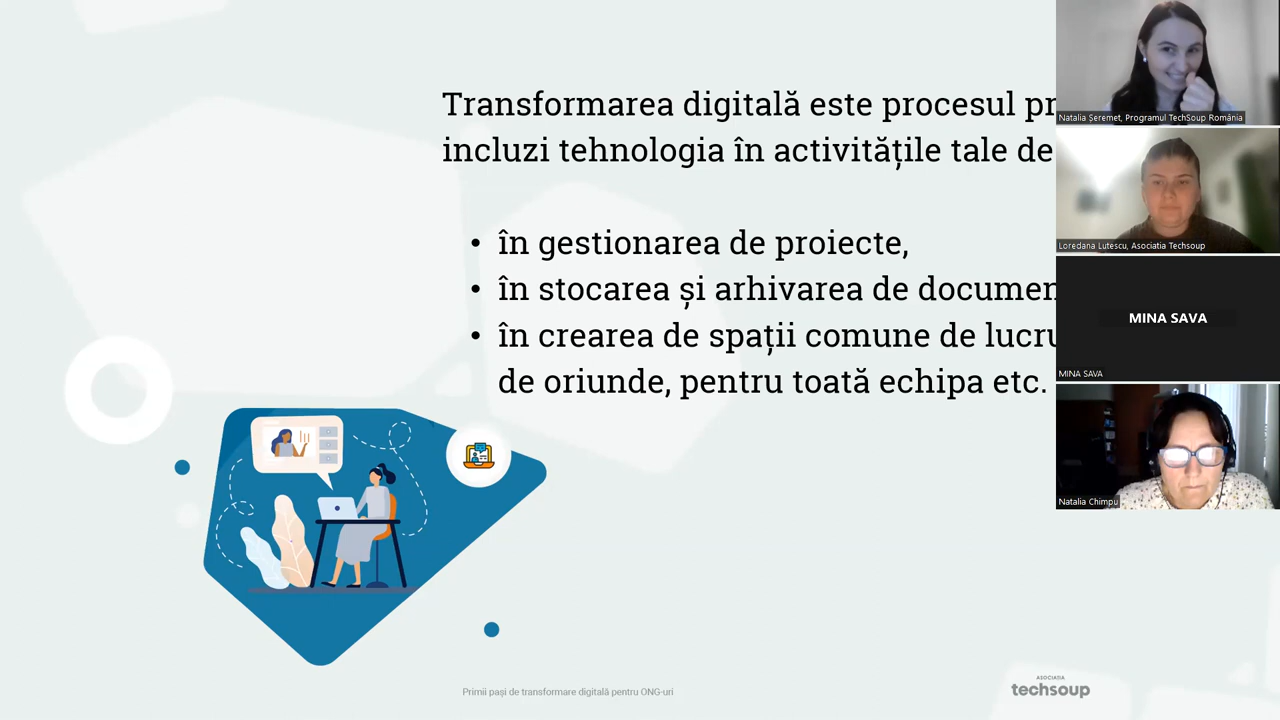 Transformarea digitală este procesul pr
incluzi tehnologia în activitățile tale de
• în gestionarea de proiecte,
• în stocarea și arhivarea de documen
• în crearea de spații comune de lucru
de oriunde, pentru toată echipa etc.
Primii pași de transformare digitală pentru ONG-uri
ASOCIAȚIA
techsoup
Natalia Șeremet, Programul TechSoup România
Loredana Lutescu, Asociatia Techsoup
MINA SAVA
MINA SAVA
Natalia Chimpu